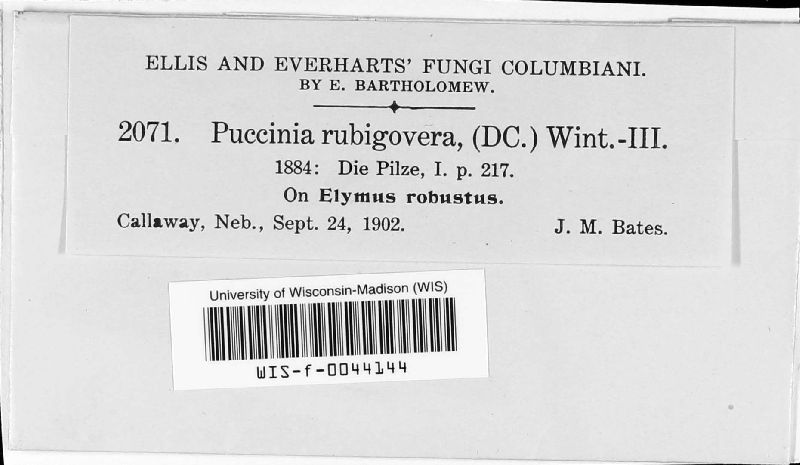 ELLIS AND EVERHARTS' FUNGI COLUMBIANI.
BY E. BARTHOLOMEW.
2071. Puccinia rubigovera, (DC.) Wint.-III.
1884: Die Pilze, I. p. 217.
On Elymus robustus.
Callaway, Neb., Sept. 24, 1902. J. M. Bates.
University of Wisconsin-Madison (WIS)
WIS-f-0044144